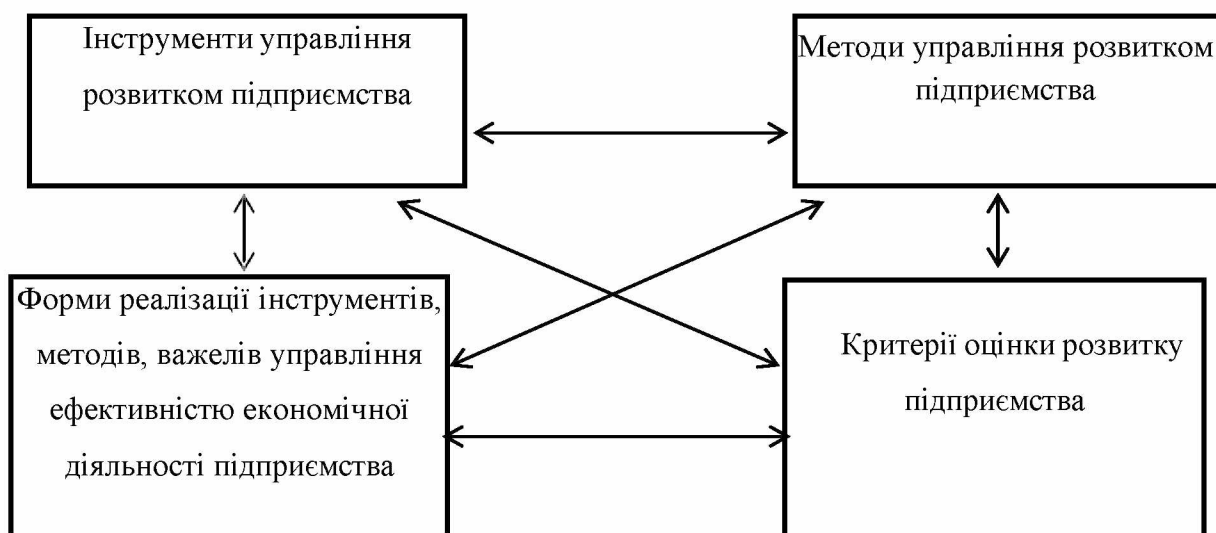 Інструменти управління
розвитком підприємства
Методи управління розвитком
підприємства
Форми реалізації інструментів,
методів, важелів управління
ефективністю економічної
діяльності підприємства
Критерії оцінки розвитку
підприємства